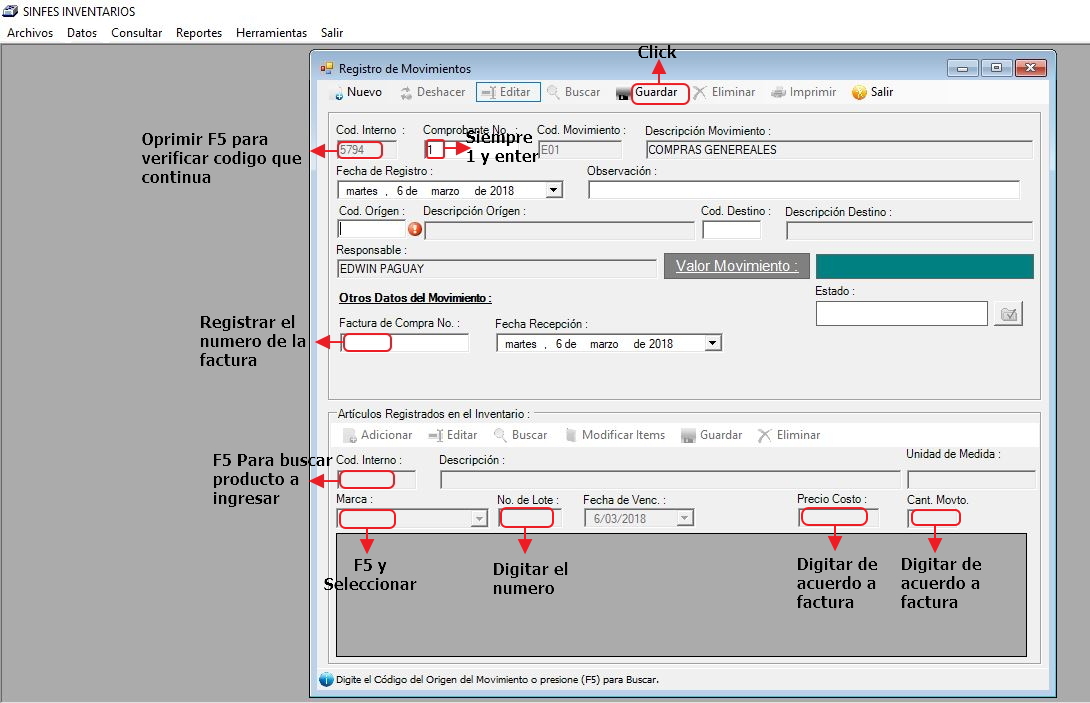 SINFES INVENTARIOS
Archivos Datos Consultar Reportes Herramientas Salir
Click
Registro de Movimientos
Nuevo Deshacer Editar Buscar Guardar Eliminar Imprimir Salir
Oprimir F5 para
verificar codigo que
continua
Cod. Interno : Comprobante No. : Cod. Movimiento : Descripción Movimiento :
5794 1 E01 COMPRAS GENEREALES
Siempre
1 y enter
Fecha de Registro : Observación :
martes , 6 de marzo de 2018
Cod. Orígen : Descripción Orígen : Cod. Destino : Descripción Destino :
Responsable :
EDWIN PAGUAY Valor Movimiento :
Otros Datos del Movimiento : Estado :
Registrar el
numero de la
factura
Factura de Compra No. : Fecha Recepción :
martes , 6 de marzo de 2018
Artículos Registrados en el Inventario :
Adicionar Editar Buscar Modificar Items Guardar Eliminar
F5 Para buscar
producto a
ingresar
Cod. Interno : Descripción : Unidad de Medida :
Marca : No. de Lote : Fecha de Venc. : Precio Costo : Cant. Movto.
6/03/2018
F5 y
Seleccionar
Digitar el
numero
Digitar de
acuerdo a
factura
Digitar de
acuerdo a
factura
Digite el Código del Origen del Movimiento o presione (F5) para Buscar.